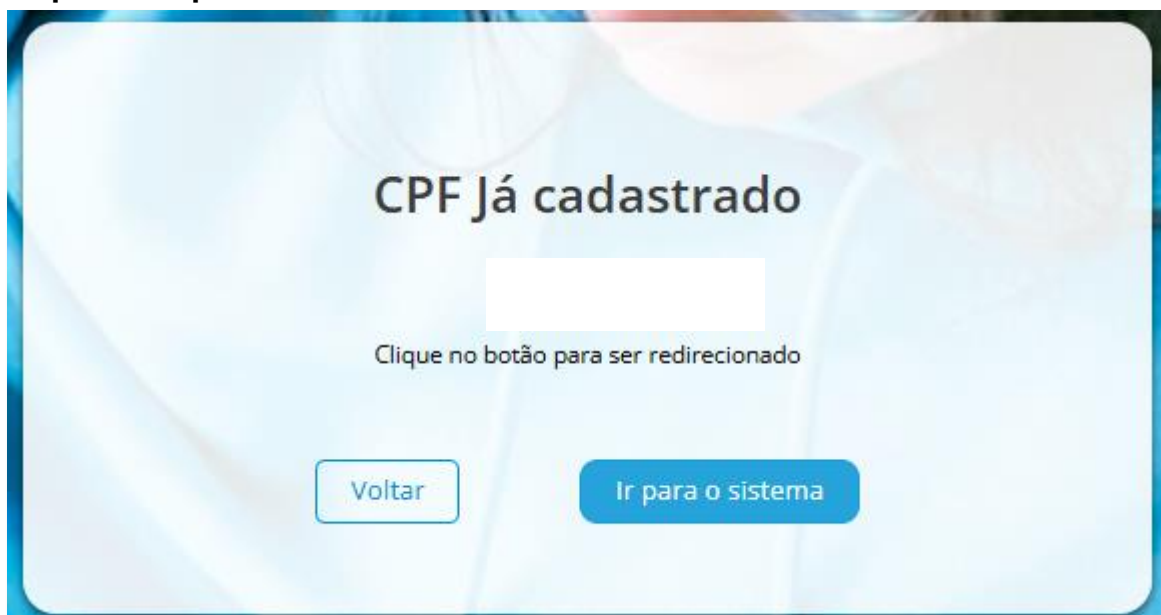 CPF Já cadastrado
Clique no botão para ser redirecionado
Voltar
Ir para o sistema